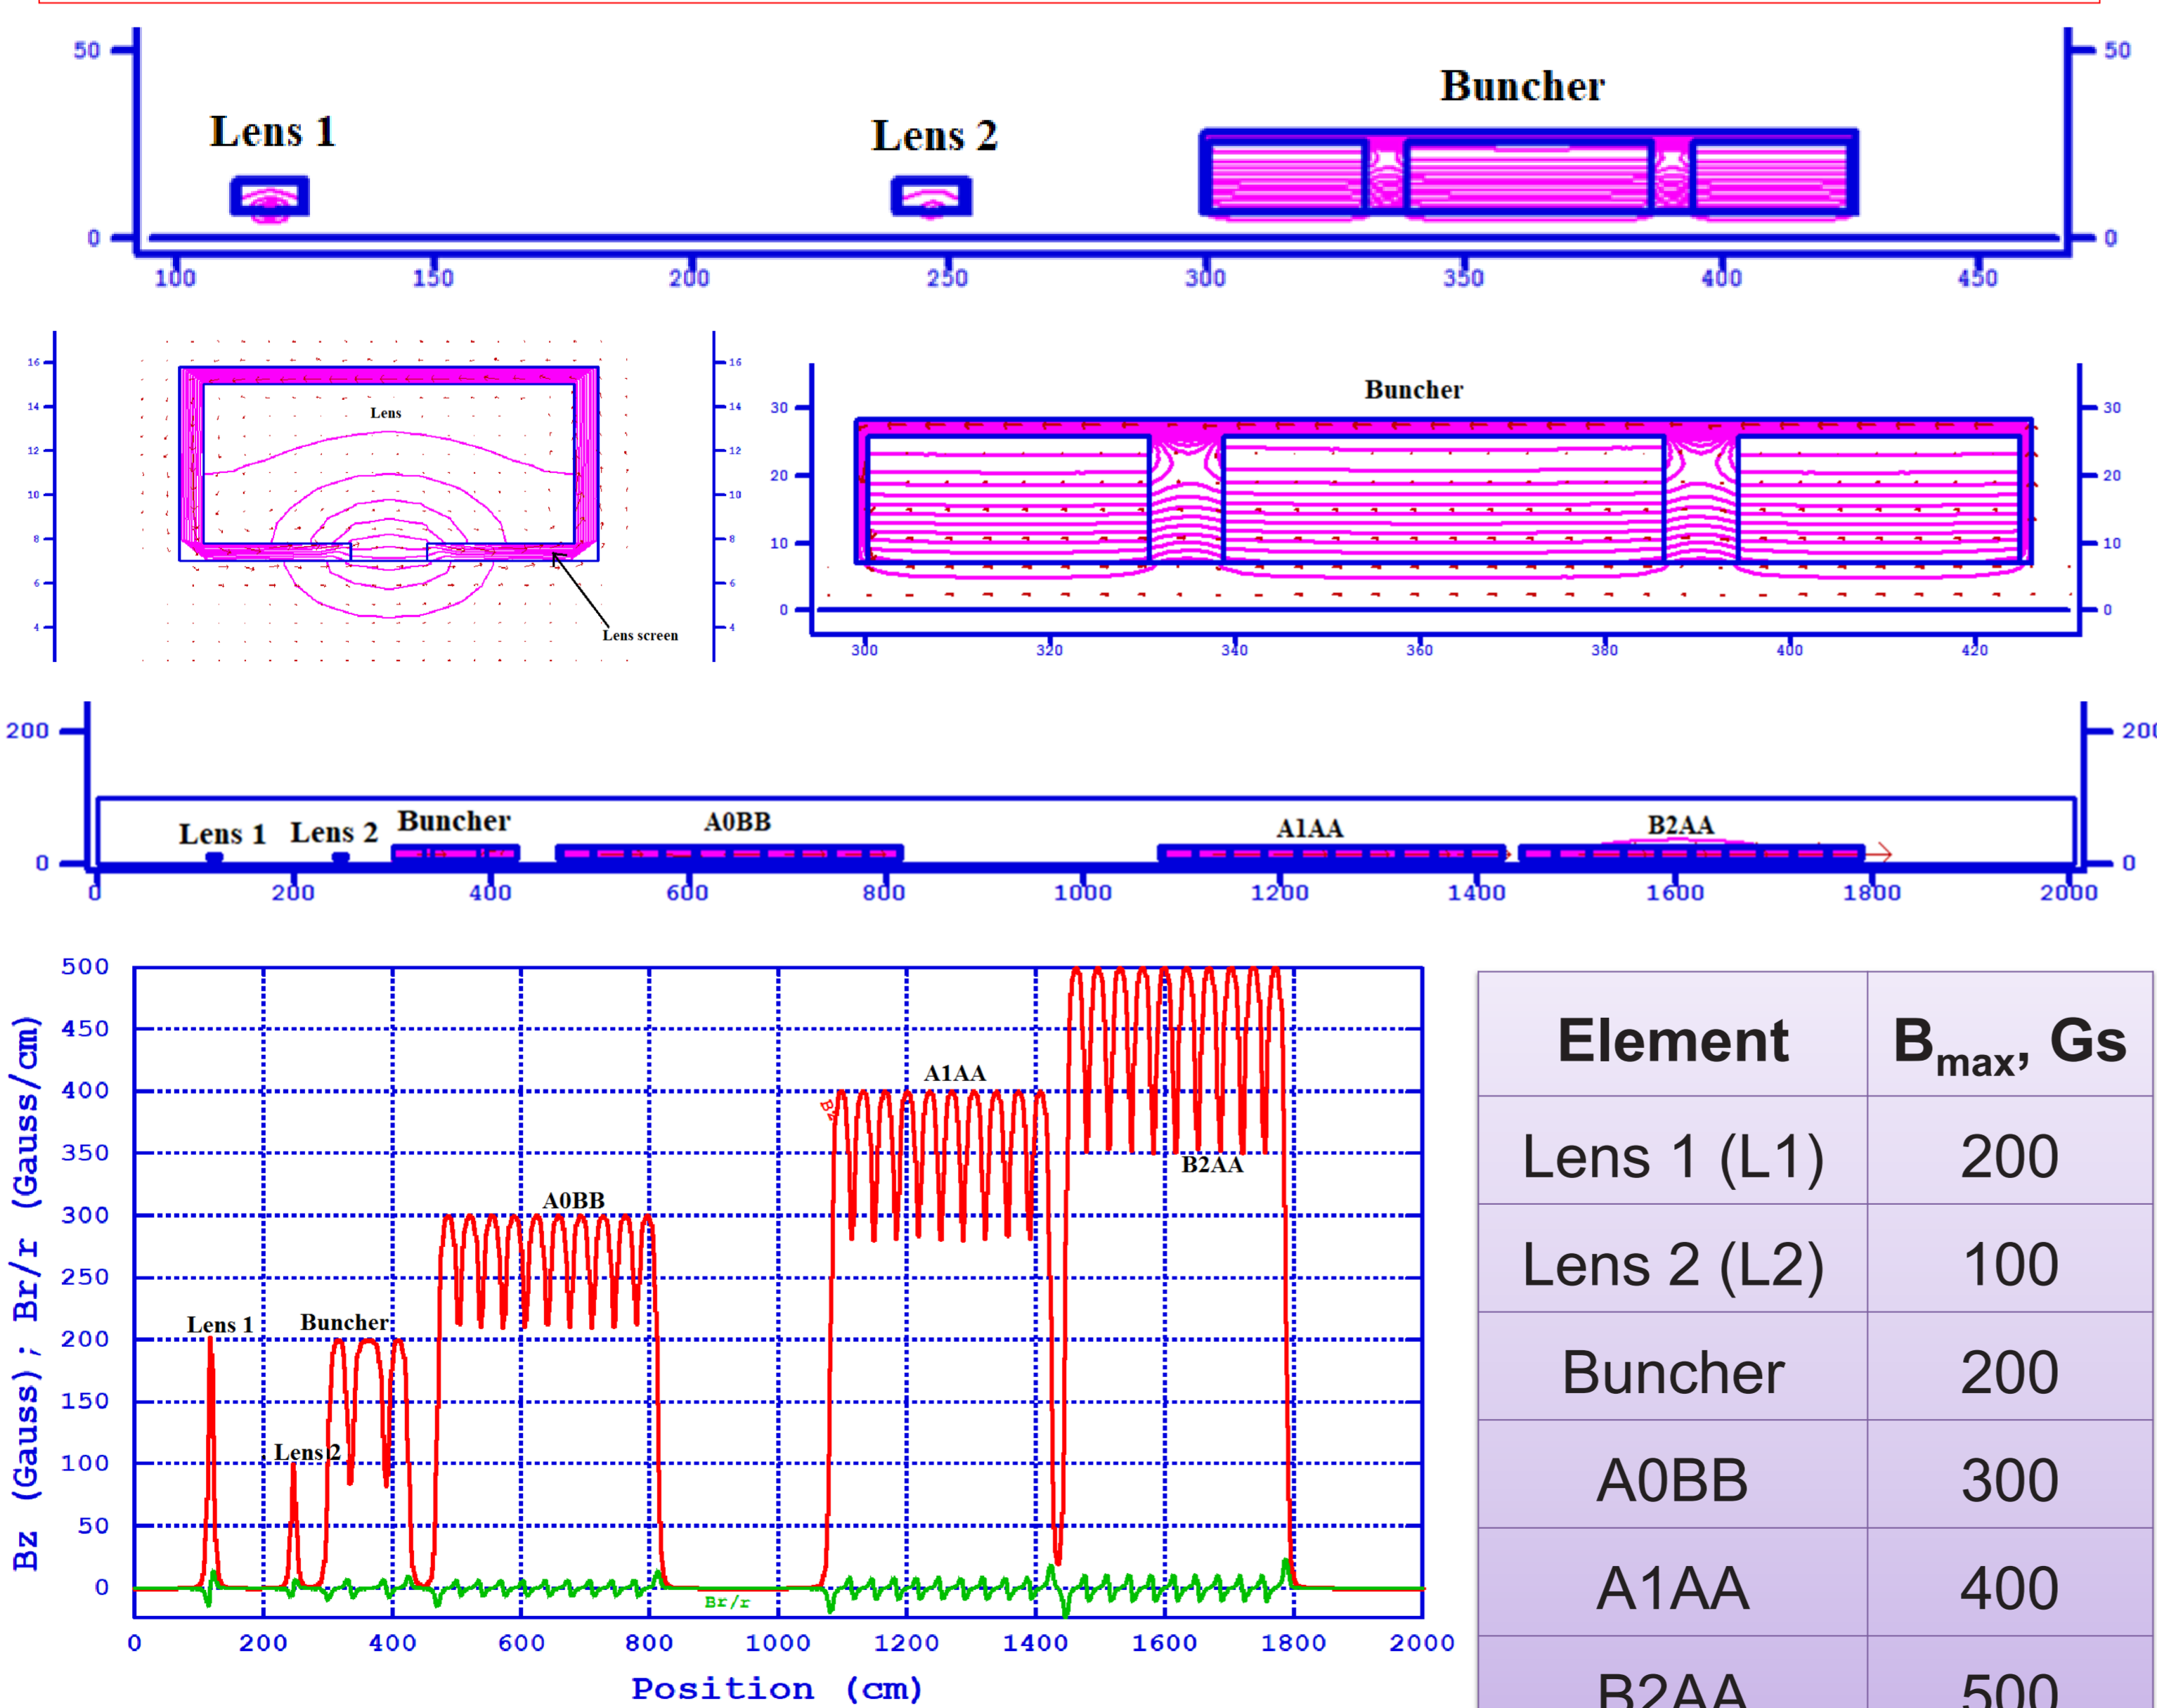 50
50
Buncher
Lens 1
Lens 2
0
0
100 150 200 250 300 350 400 450
16
16
14
14
12
12
10
10
8
8
6
6
4
4
Lens
Lens screen
Buncher
30
30
20
20
10
10
0
0
300 320 340 360 380 400 420
200
200
Lens 1 Lens 2 Buncher A0BB A1AA B2AA
0
0
0 200 400 600 800 1000 1200 1400 1600 1800 2000
Bz (Gauss); Br/r (Gauss/cm)
500
450
400
350
300
250
200
150
100
50
0
A1AA
Bz
B2AA
A0BB
Lens 1
Buncher
Lens 2
Br/r
0 200 400 600 800 1000 1200 1400 1600 1800 2000
Position (cm)
Element Bmax, Gs
Lens 1 (L1) 200
Lens 2 (L2) 100
Buncher 200
A0BB 300
A1AA 400
B2AA 500